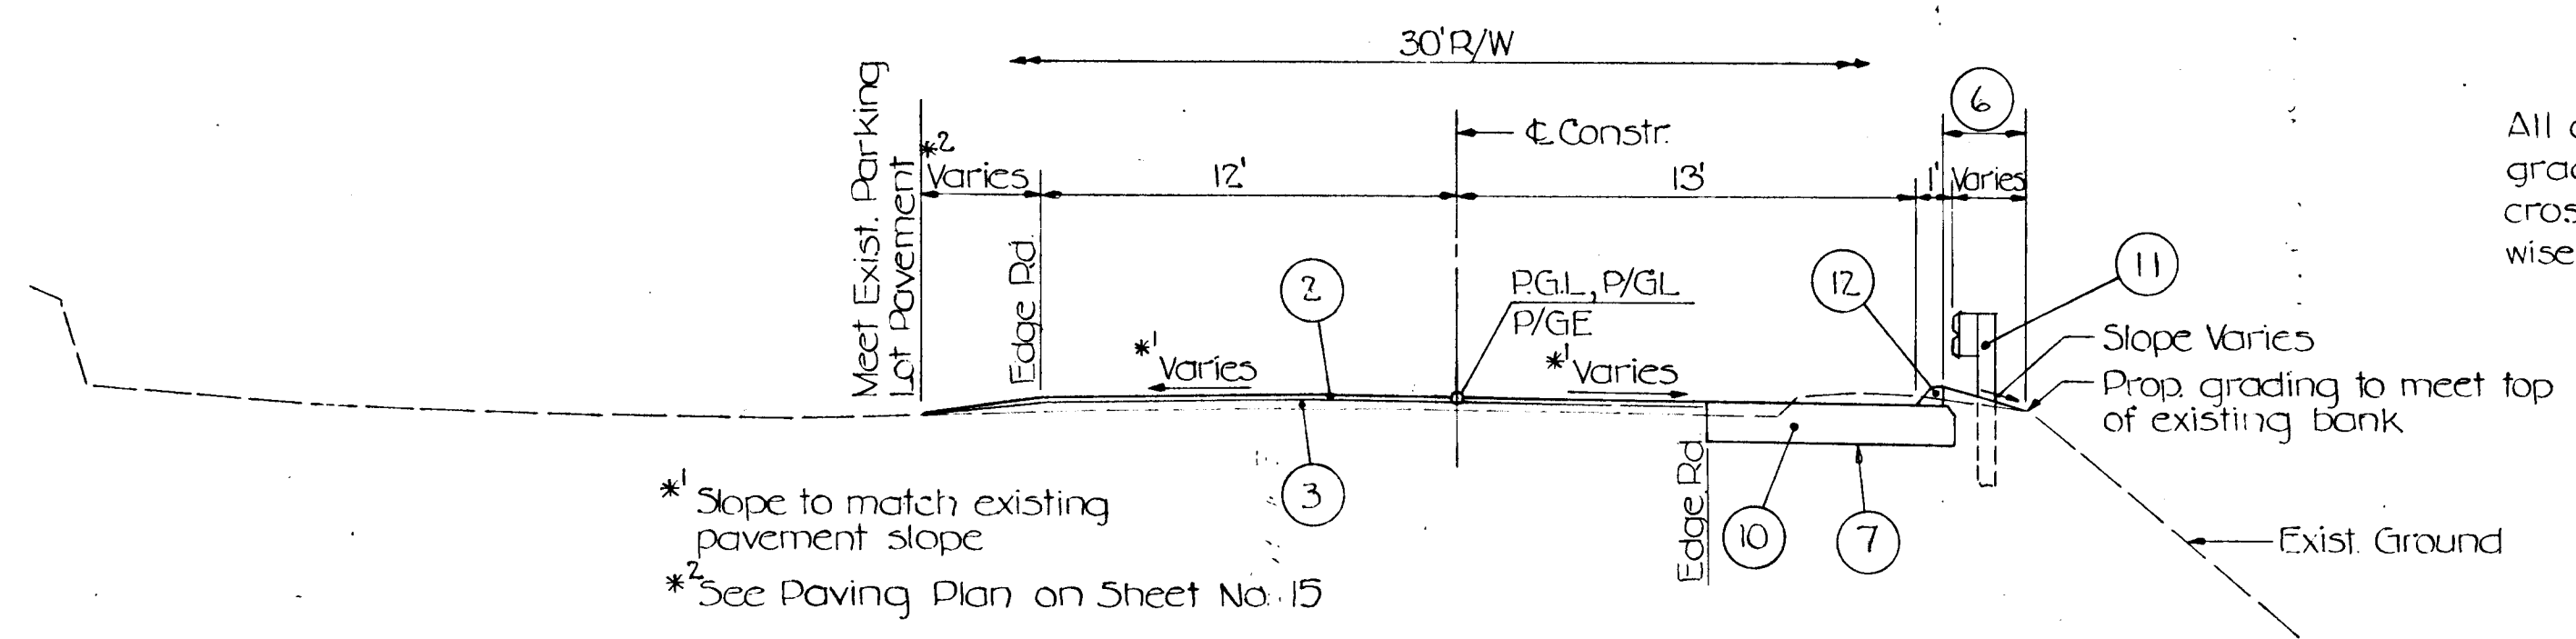 30' R/W
6
Meet Exist. Parking
Lot Pavement
*2
Varies
12'
℄ Constr.
13'
1'
Varies
All
wise
Edge Rd.
2
P.G.L., P/GL
P/GE
12
11
*1
Varies
*1
Varies
Slope Varies
Prop. grading to meet top
of existing bank
*1 Slope to match existing
pavement slope
3
Edge Rd.
10
7
Exist. Ground
*2 See Paving Plan on Sheet No. 15